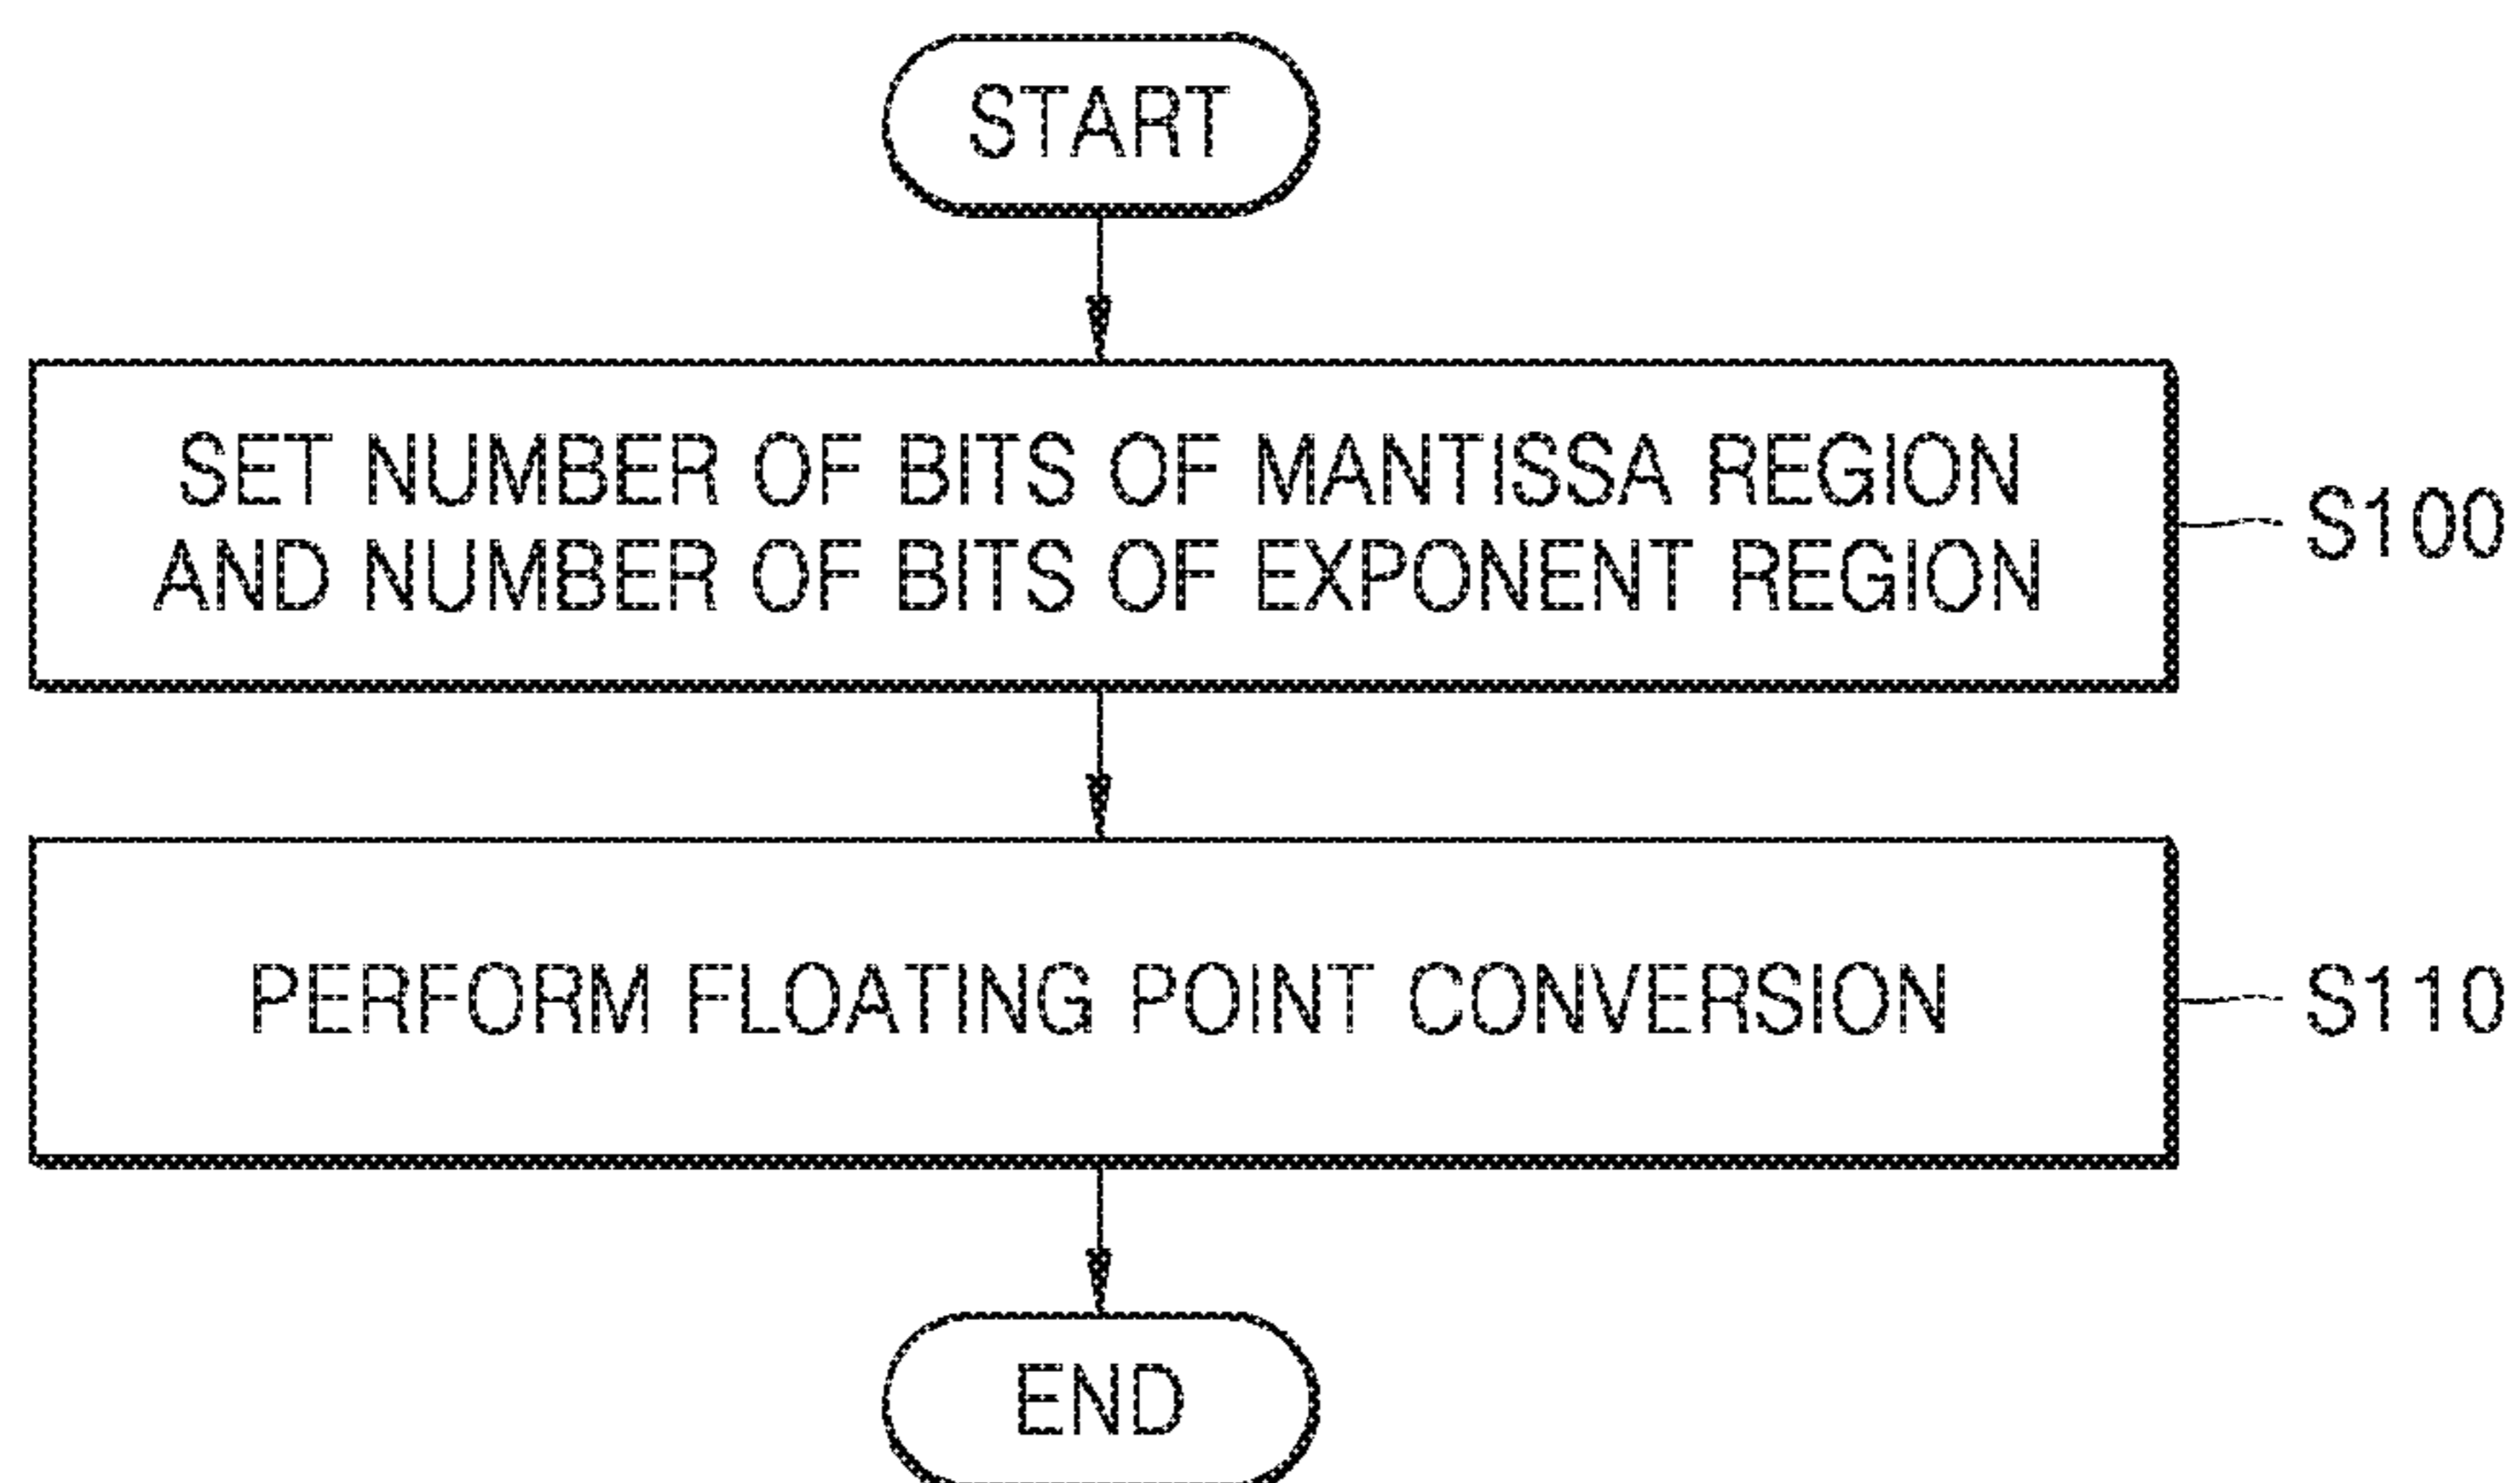 START
SET NUMBER OF BITS OF MANTISSA REGION
AND NUMBER OF BITS OF EXPONENT REGION
S100
PERFORM FLOATING POINT CONVERSION
S110
END